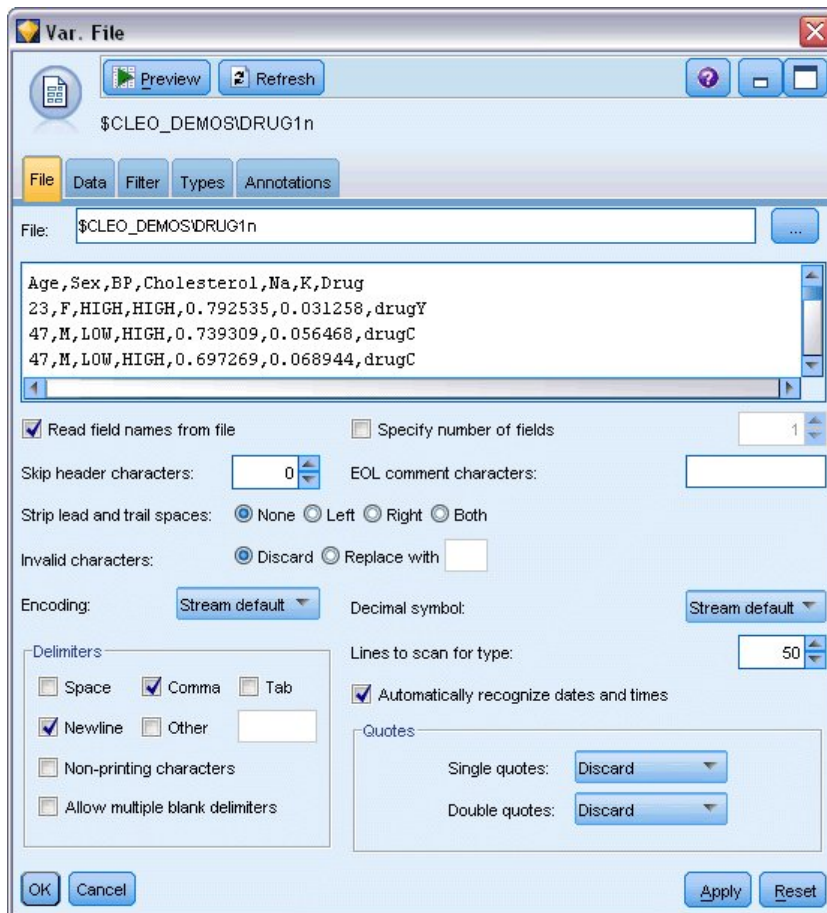 Var. File
Preview Refresh
$CLEO_DEMOS\DRUG1n
File Data Filter Types Annotations
File: $CLEO_DEMOS\DRUG1n ...
Age,Sex,BP,Cholesterol,Na,K,Drug
23,F,HIGH,HIGH,0.792535,0.031258,drugY
47,M,LOW,HIGH,0.739309,0.056468,drugC
47,M,LOW,HIGH,0.697269,0.068944,drugC
Read field names from file Specify number of fields 1
Skip header characters: 0 EOL comment characters:
Strip lead and trail spaces: None Left Right Both
Invalid characters: Discard Replace with
Encoding: Stream default Decimal symbol: Stream default
Delimiters Lines to scan for type: 50
Space Comma Tab Automatically recognize dates and times
Newline Other Quotes
Non-printing characters Single quotes: Discard
Allow multiple blank delimiters Double quotes: Discard
OK Cancel Apply Reset